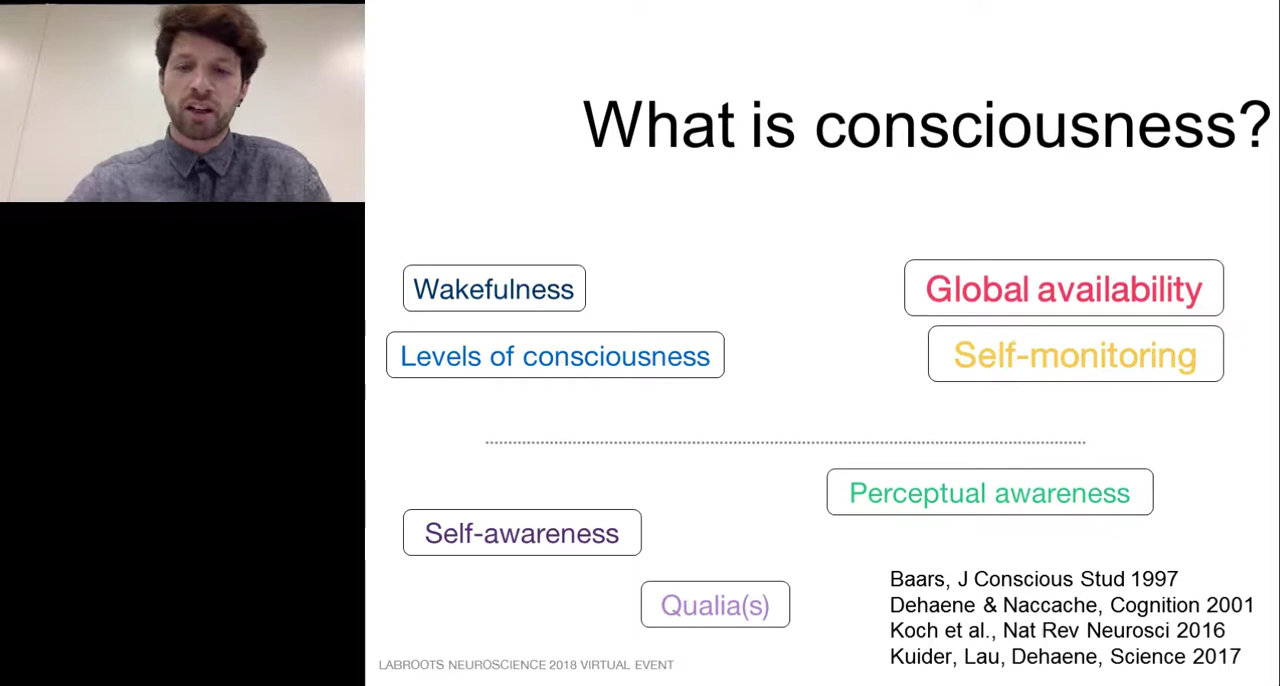 What is consciousness?
Wakefulness
Global availability
Levels of consciousness
Self-monitoring
Perceptual awareness
Self-awareness
Qualia(s)
Baars, J Conscious Stud 1997
Dehaene & Naccache, Cognition 2001
Koch et al., Nat Rev Neurosci 2016
Kuider, Lau, Dehaene, Science 2017
LABROOTS NEUROSCIENCE 2018 VIRTUAL EVENT